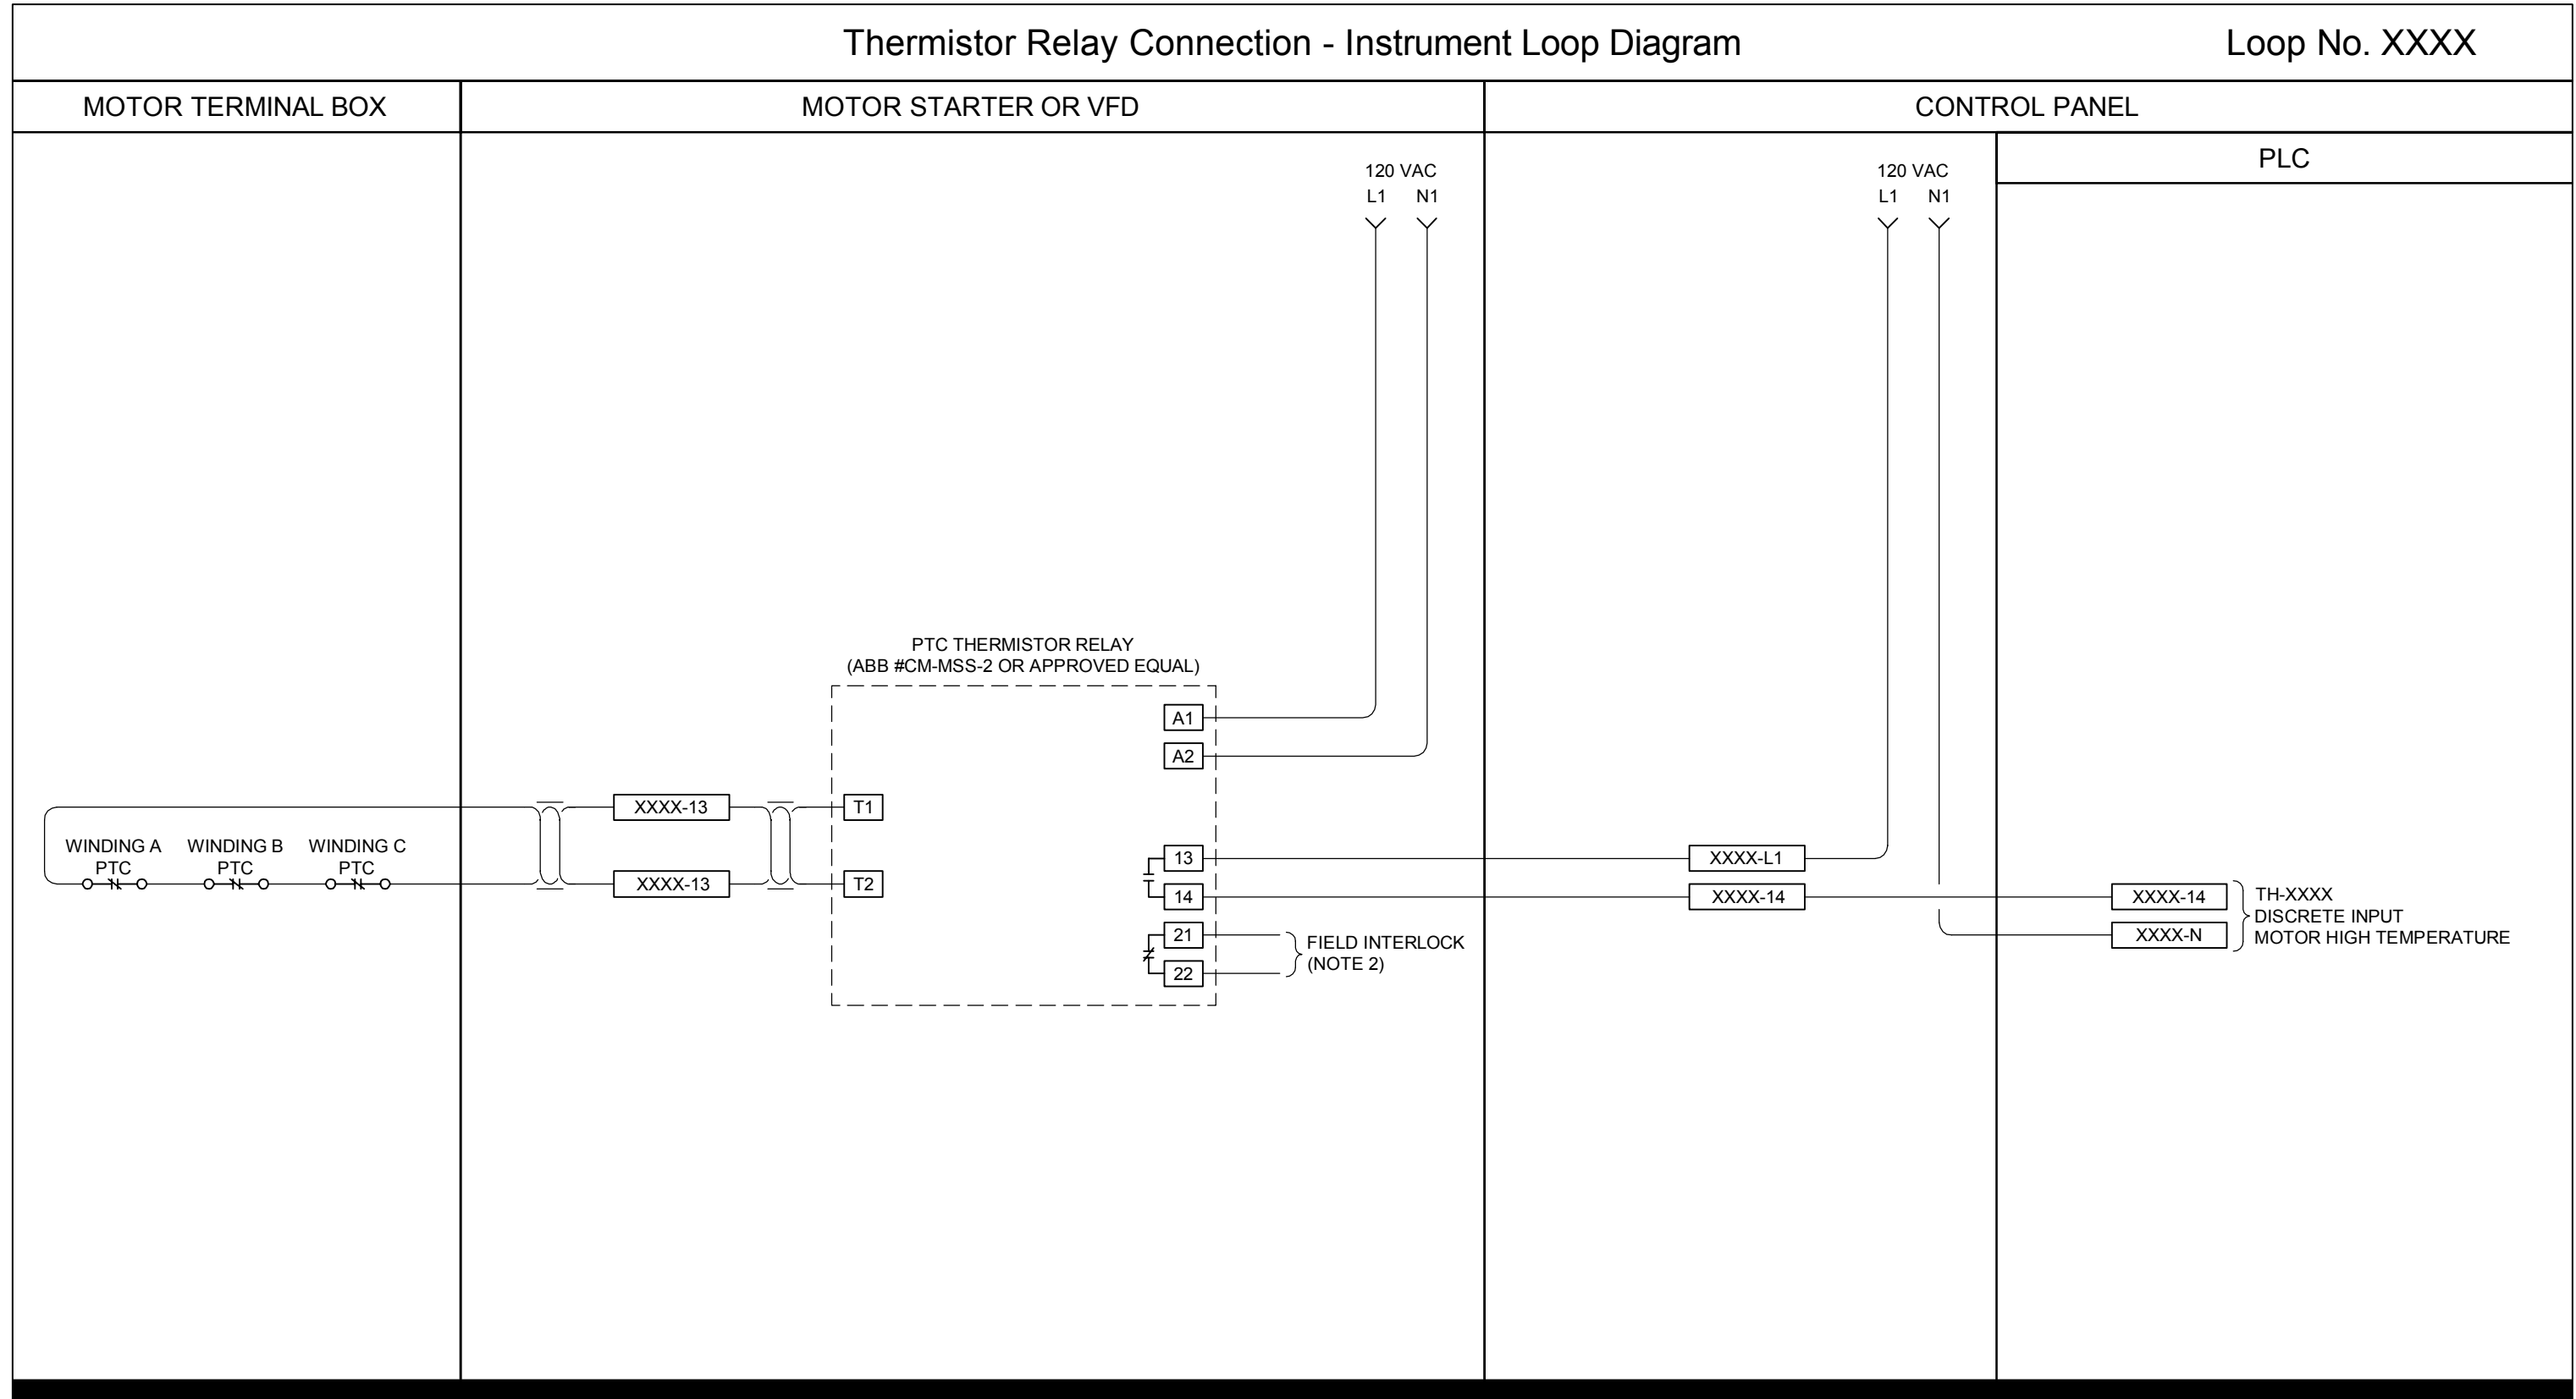 Thermistor Relay Connection - Instrument Loop Diagram
Loop No. XXXX
MOTOR TERMINAL BOX
MOTOR STARTER OR VFD
CONTROL PANEL
PLC
120 VAC
L1 N1
120 VAC
L1 N1
PTC THERMISTOR RELAY
(ABB #CM-MSS-2 OR APPROVED EQUAL)
A1
A2
XXXX-13
T1
WINDING A
PTC
WINDING B
PTC
WINDING C
PTC
XXXX-13
T2
13
XXXX-L1
14
XXXX-14
XXXX-14
21
XXXX-N
22
FIELD INTERLOCK
(NOTE 2)
TH-XXXX
DISCRETE INPUT
MOTOR HIGH TEMPERATURE